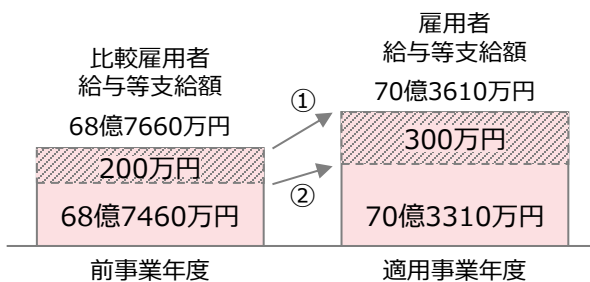 比較雇用者
給与等支給額
68億7660万円
200万円
68億7460万円
前事業年度
①
②
雇用者
給与等支給額
70億3610万円
300万円
70億3310万円
適用事業年度